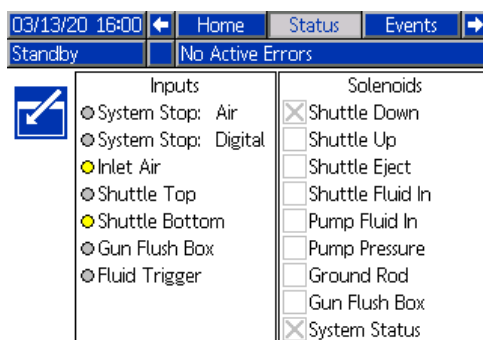 03/13/20 16:00 Home Status Events
Standby No Active Errors
Inputs
System Stop: Air
System Stop: Digital
Inlet Air
Shuttle Top
Shuttle Bottom
Gun Flush Box
Fluid Trigger
Solenoids
Shuttle Down
Shuttle Up
Shuttle Eject
Shuttle Fluid In
Pump Fluid In
Pump Pressure
Ground Rod
Gun Flush Box
System Status